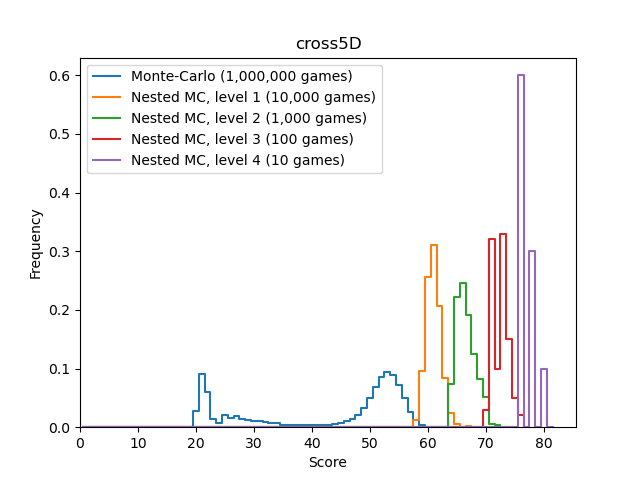 cross5D
Monte-Carlo (1,000,000 games)
Nested MC, level 1 (10,000 games)
Nested MC, level 2 (1,000 games)
Nested MC, level 3 (100 games)
Nested MC, level 4 (10 games)
Frequency
0.6
0.5
0.4
0.3
0.2
0.1
0.0
0 10 20 30 40 50 60 70 80
Score